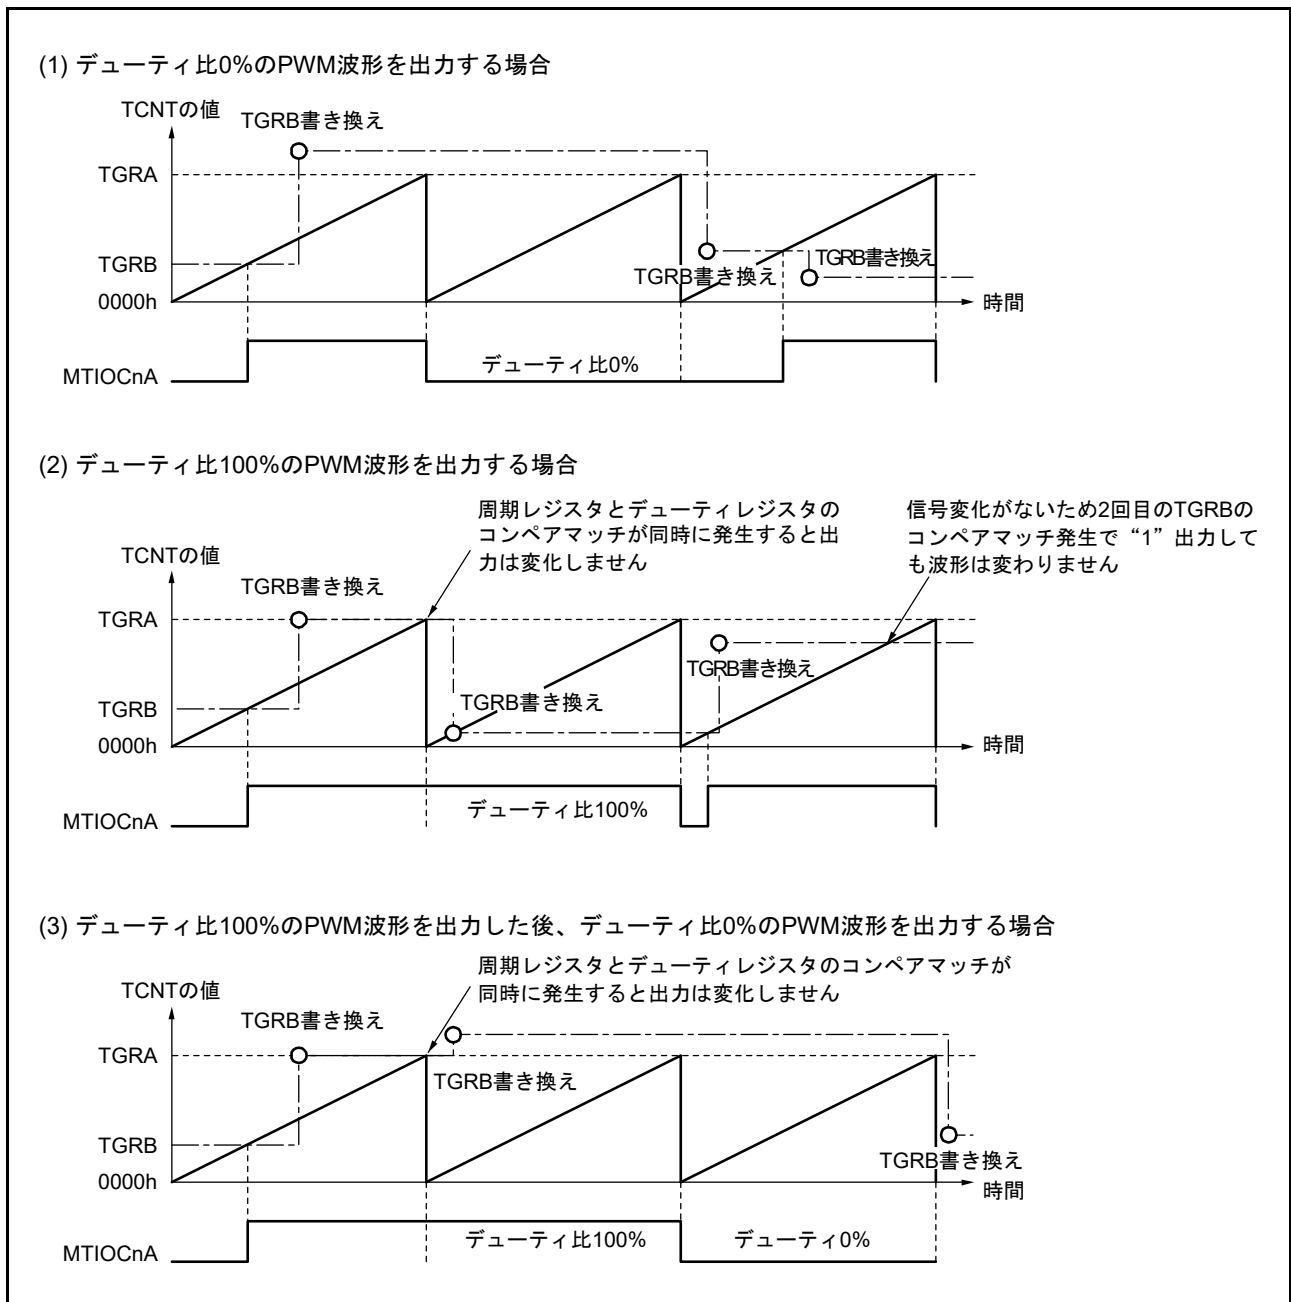 (1) デューティ比0%のPWM波形を出力する場合
TCNTの値
TGRB書き換え
TGRA
TGRB
TGRB書き換え
TGRB書き換え
0000h
時間
デューティ比0%
MTIOCnA
(2) デューティ比100%のPWM波形を出力する場合
周期レジスタとデューティレジスタの
コンペアマッチが同時に発生すると出
力は変化しません
信号変化がないため2回目のTGRBの
コンペアマッチ発生で“1”出力して
も波形は変わりません
TCNTの値
TGRB書き換え
TGRA
TGRB書き換え
TGRB書き換え
TGRB
0000h
時間
デューティ比100%
MTIOCnA
(3) デューティ比100%のPWM波形を出力した後、デューティ比0%のPWM波形を出力する場合
周期レジスタとデューティレジスタのコンペアマッチが
同時に発生すると出力は変化しません
TCNTの値
TGRB書き換え
TGRA
TGRB書き換え
TGRB
TGRB書き換え
0000h
時間
デューティ比100%
デューティ0%
MTIOCnA